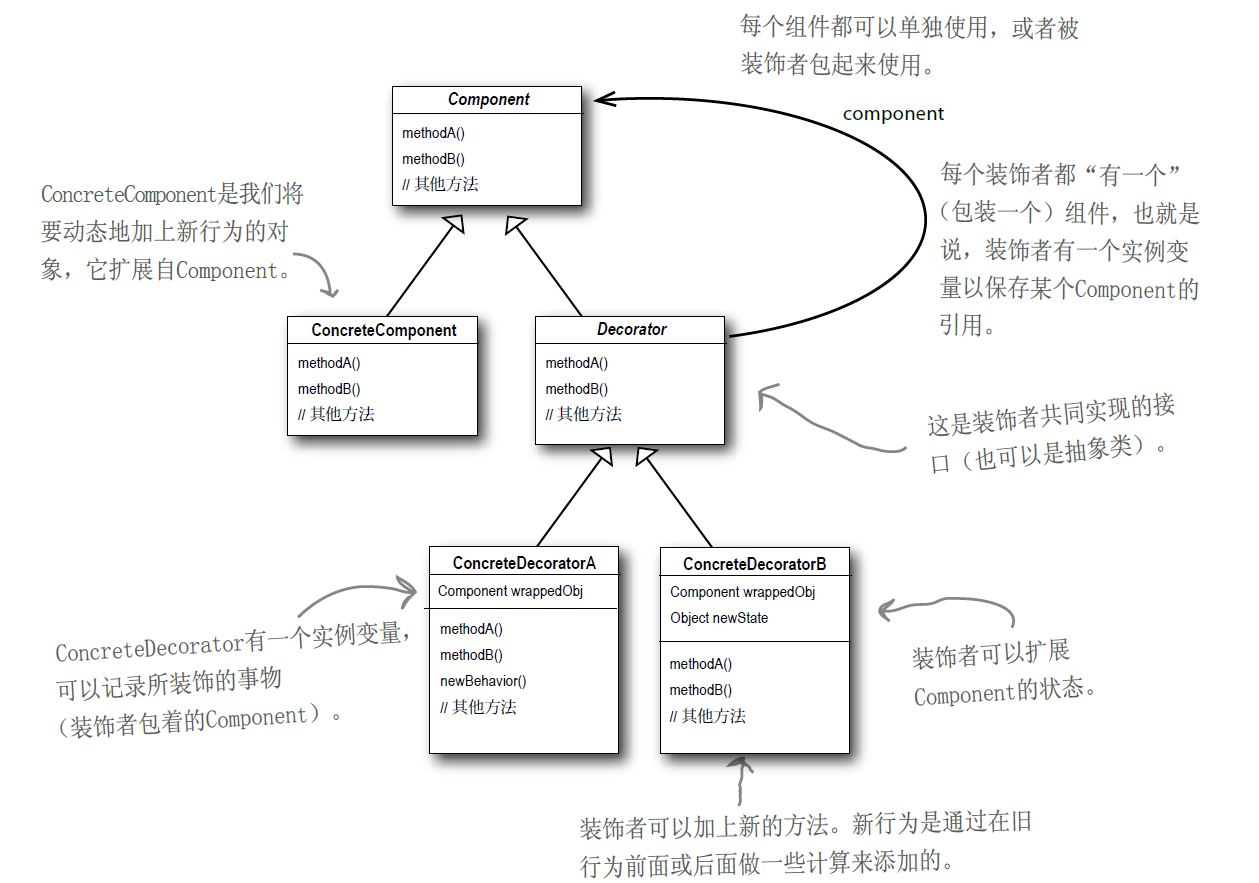 每个组件都可以单独使用，或者被
装饰者包起来使用。
Component
methodA()
methodB()
// 其他方法
component
ConcreteComponent是我们将
要动态地加上新行为的对
象，它扩展自Component。
每个装饰者都“有一个”
（包装一个）组件，也就是
说，装饰者有一个实例变
量以保存某个Component的
引用。
ConcreteComponent
methodA()
methodB()
// 其他方法
Decorator
methodA()
methodB()
// 其他方法
这是装饰者共同实现的接
口（也可以是抽象类）。
ConcreteDecoratorA
Component wrappedObj
methodA()
methodB()
newBehavior()
// 其他方法
ConcreteDecoratorB
Component wrappedObj
Object newState
methodA()
methodB()
// 其他方法
ConcreteDecorator有一个实例变量，
可以记录所装饰的事物
（装饰者包着的Component）。
装饰者可以扩展
Component的状态。
装饰者可以加上新的方法。新行为是通过在旧
行为前面或后面做一些计算来添加的。